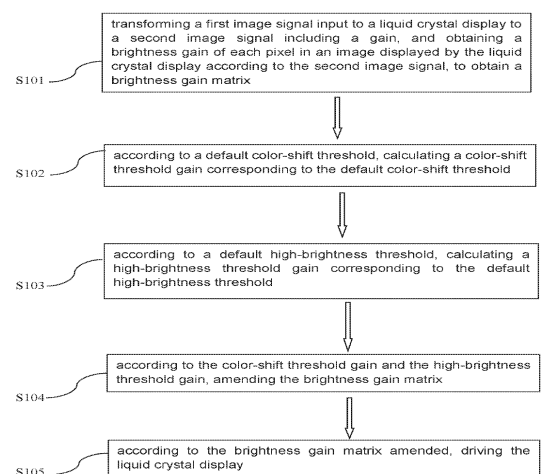 transforming a first image signal input to a liquid crystal display to
a second image signal including a gain, and obtaining a
brightness gain of each pixel in an image displayed by the liquid
crystal display according to the second image signal, to obtain a
brightness gain matrix
S101
according to a default color-shift threshold, calculating a color-shift
threshold gain corresponding to the default color-shift threshold
S102
according to a default high-brightness threshold, calculating a
high-brightness threshold gain corresponding to the default
high-brightness threshold
S103
according to the color-shift threshold gain and the high-brightness
threshold gain, amending the brightness gain matrix
S104
according to the brightness gain matrix amended, driving the
liquid crystal display
S105